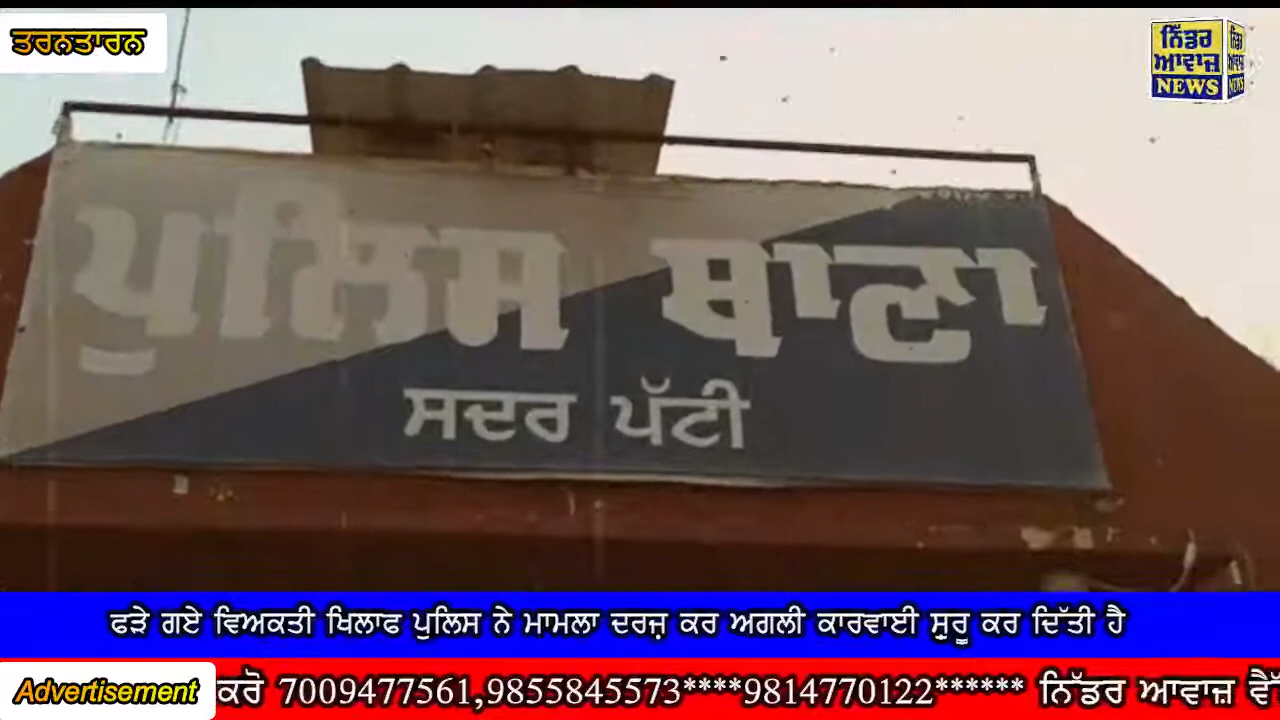 ਤਰਨਤਾਰਨ
ਨਿੱਡਰ
ਆਵਾਜ਼
NEWS
ਪੁਲਿਸ ਥਾਣਾ
ਸਦਰ ਪੱਟੀ
ਫੜੇ ਗਏ ਵਿਅਕਤੀ ਖਿਲਾਫ ਪੁਲਿਸ ਨੇ ਮਾਮਲਾ ਦਰਜ਼ ਕਰ ਅਗਲੀ ਕਾਰਵਾਈ ਸ਼ੁਰੂ ਕਰ ਦਿੱਤੀ ਹੈ
Advertisement ਕਰੋ 7009477561,9855845573****9814770122****** ਨਿੱਡਰ ਆਵਾਜ਼